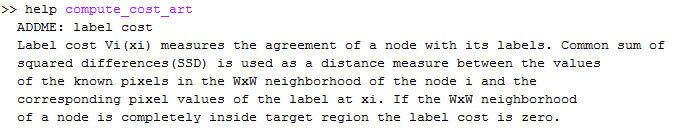 >> help compute_cost_art
ADDME: label cost
Label cost Vi(xi) measures the agreement of a node with its labels. Common sum of
squared differences(SSD) is used as a distance measure between the values
of the known pixels in the WxW neighborhood of the node i and the
corresponding pixel values of the label at xi. If the WxW neighborhood
of a node is completely inside target region the label cost is zero.